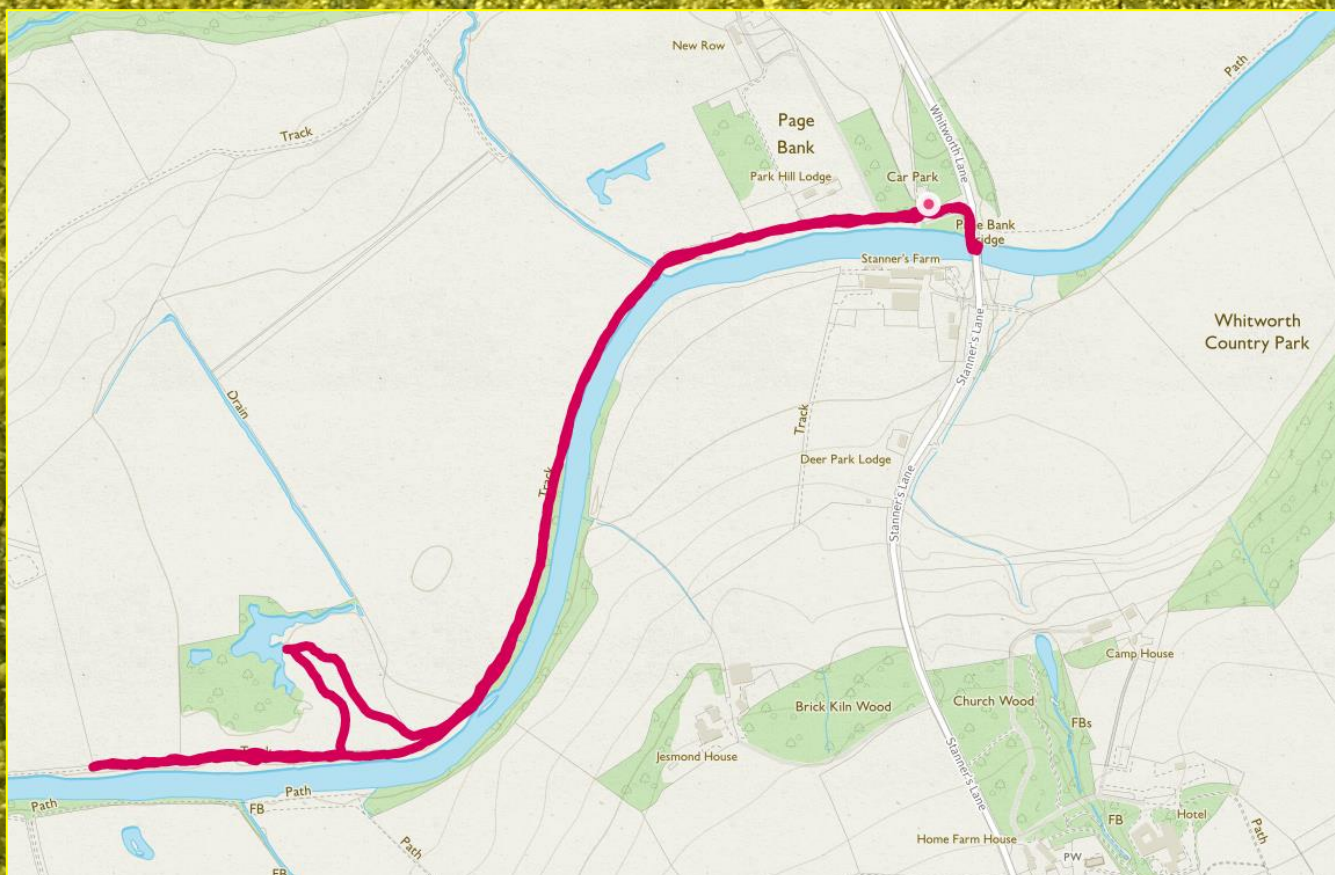 New Row
Path
Track
Whitworth Lane
Page
Bank
Park Hill Lodge
Car Park
Bank
Stanner's Farm
Whitworth
Country Park
Stanner's Lane
Drain
Track
Deer Park Lodge
Track
Stanner's Lane
Camp House
Brick Kiln Wood
Church Wood
FBs
Jesmond House
Stanner's Lane
Path
Path
FB
FB
Hotel
Path
Path
Home Farm House
PW
FB